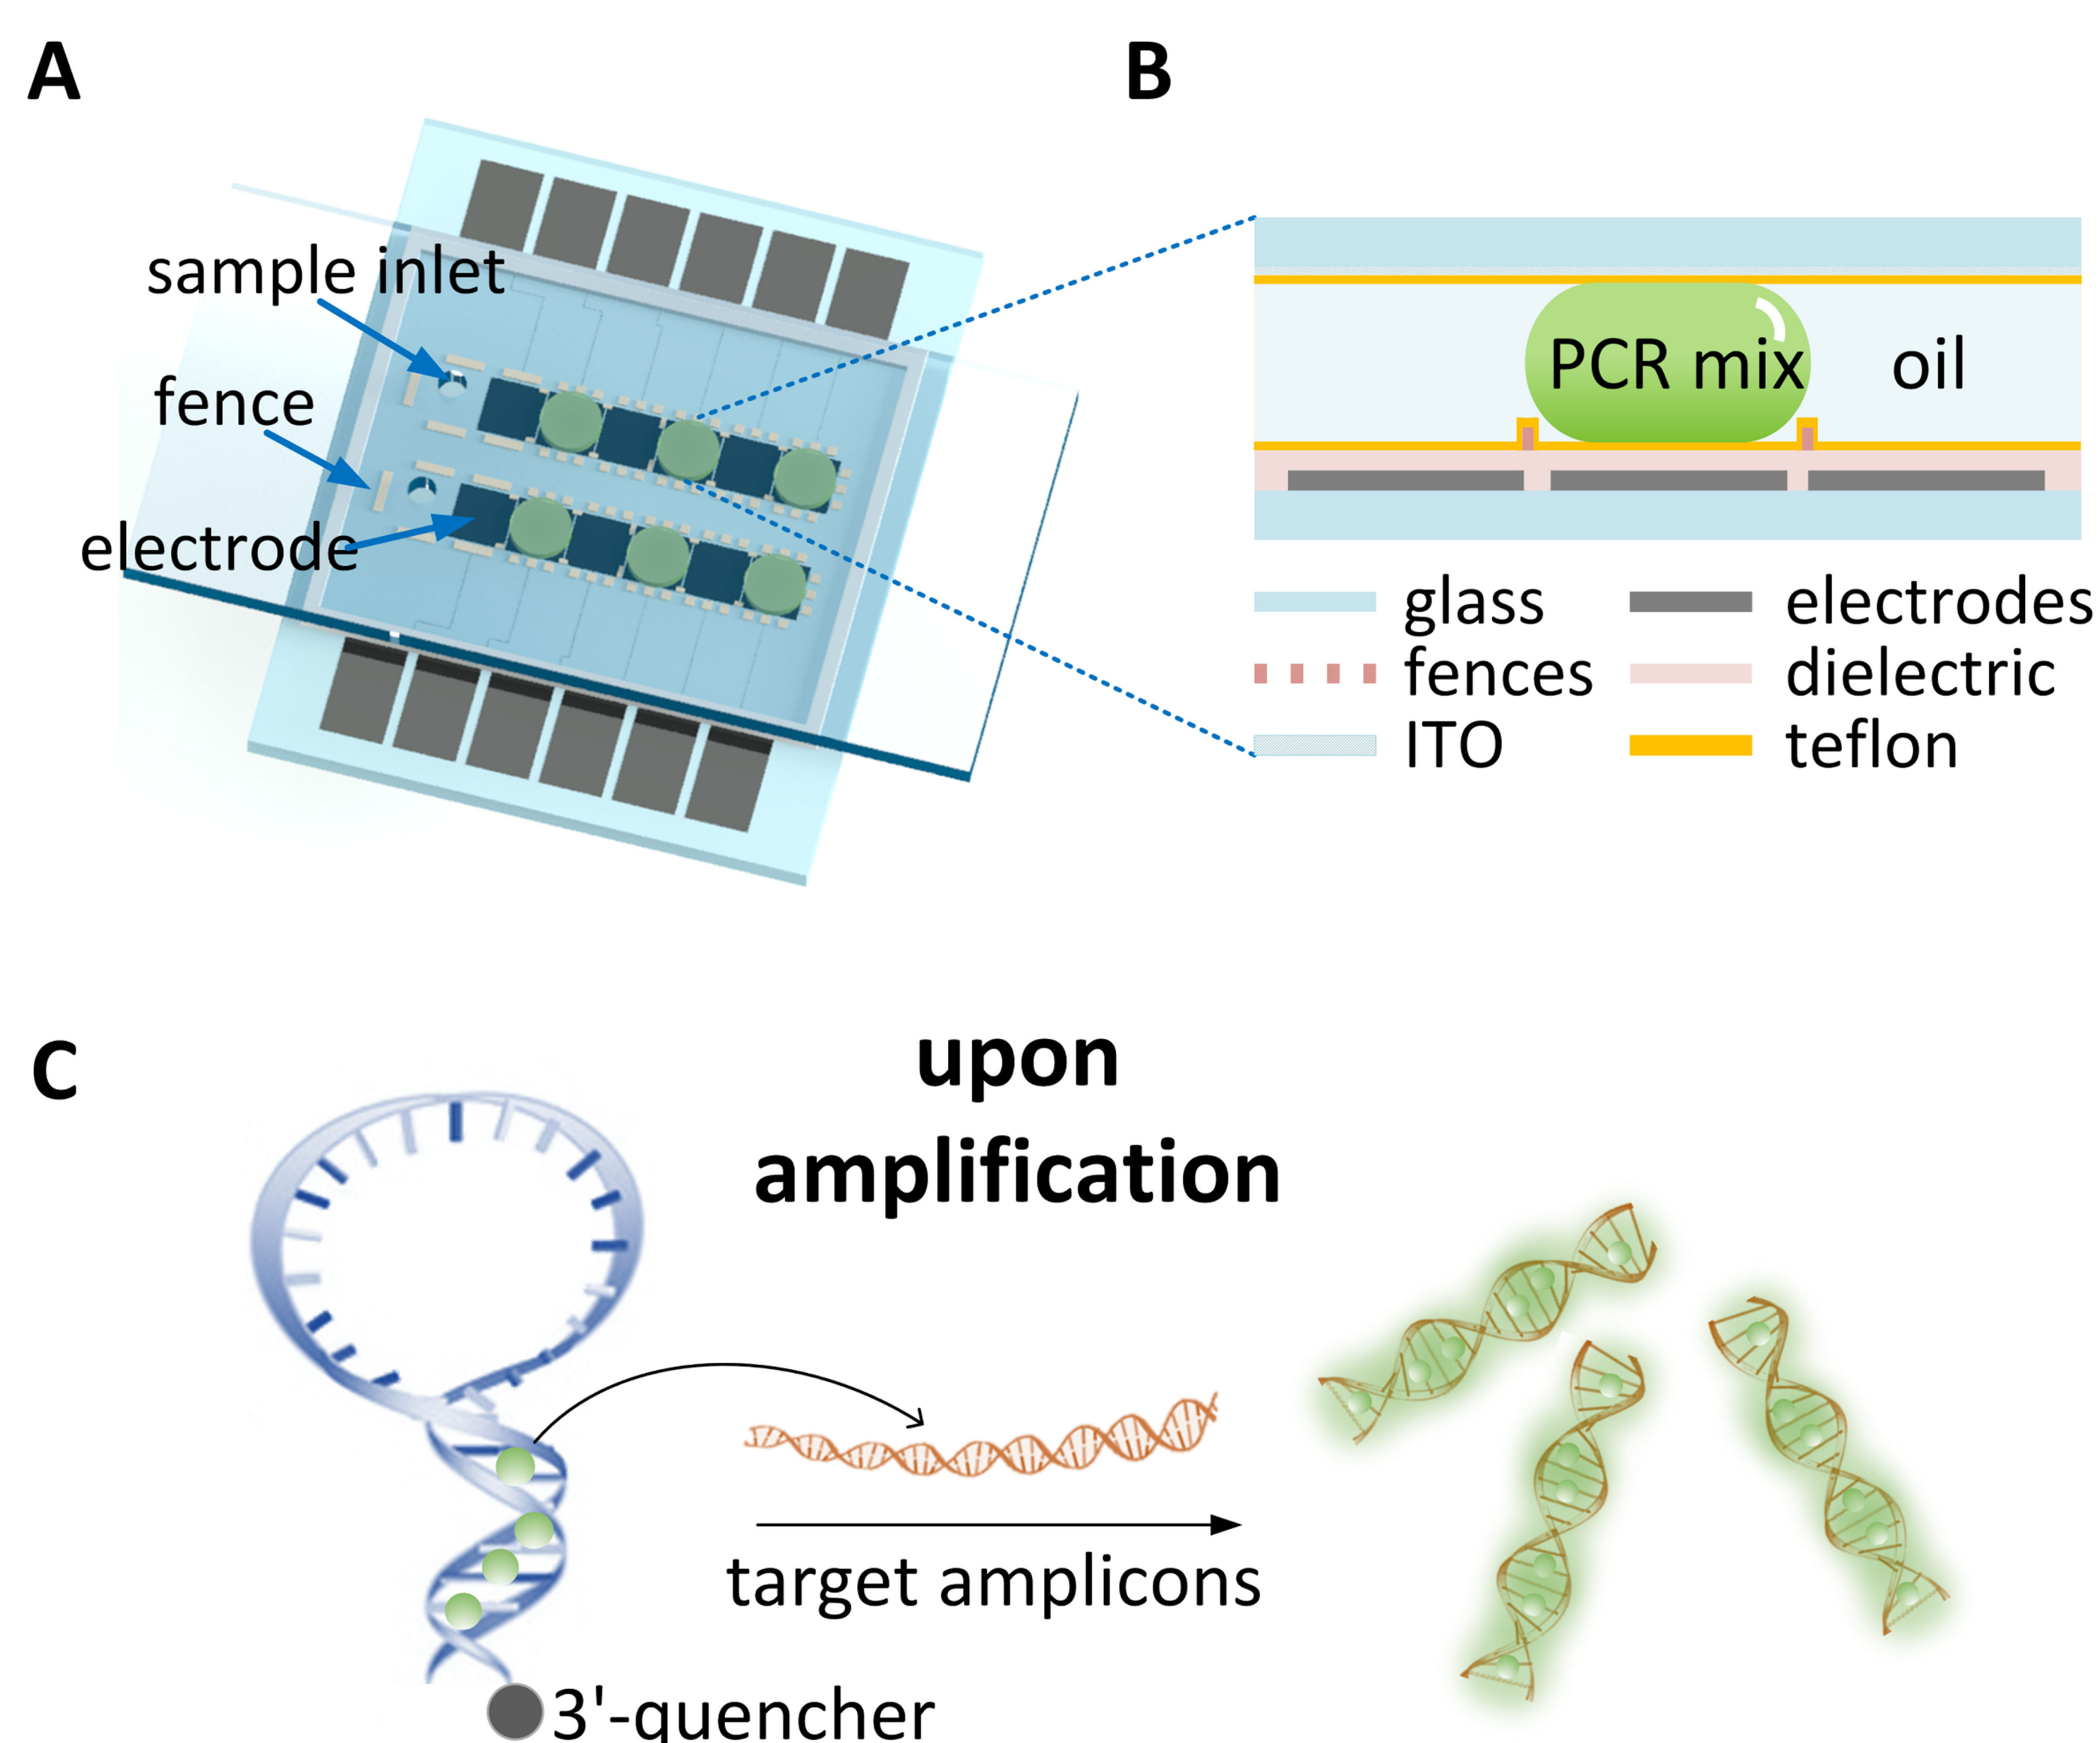 A
B
sample inlet
fence
electrode
PCR mix
oil
glass
electrodes
fences
dielectric
ITO
teflon
C
upon
amplification
target amplicons
3'-quencher